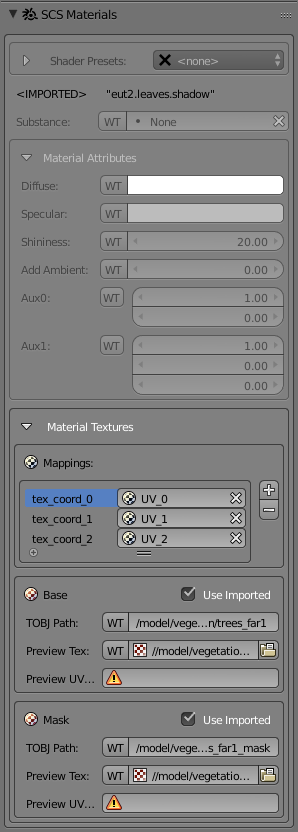 SCS Materials
Shader Presets: <none>
<IMPORTED> "eut2.leaves.shadow"
Substance: WT None
Material Attributes
Diffuse: WT
Specular: WT
Shininess: WT 20.00
Add Ambient: WT 0.00
Aux0: WT 1.00
0.00
Aux1: WT 1.00
0.00
0.00
Material Textures
Mappings:
tex_coord_0 UV_0
tex_coord_1 UV_1
tex_coord_2 UV_2
Base Use Imported
TOBJ Path: WT /model/vege...n/trees_far1
Preview Tex: WT //model/vegetatio...
Preview UV...
Mask Use Imported
TOBJ Path: WT /model/vege...s_far1_mask
Preview Tex: WT //model/vegetatio...
Preview UV...